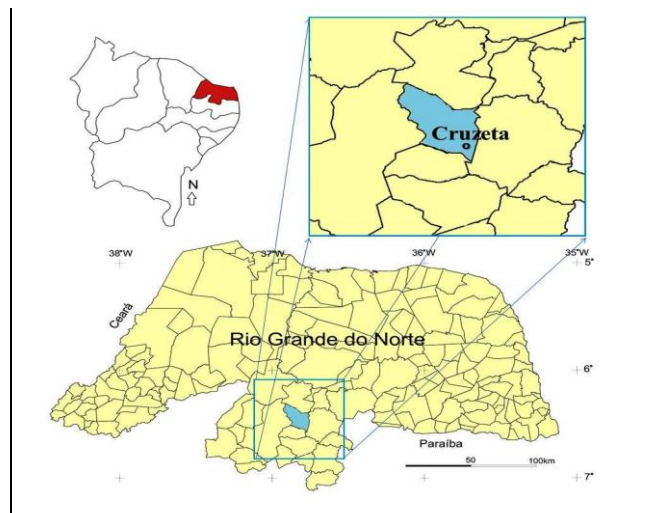 Cruzeta
N
38°W
37°W
36°W
35°W
5°
Ceará
Rio Grande do Norte
6°
Paraíba
50
100km
7°